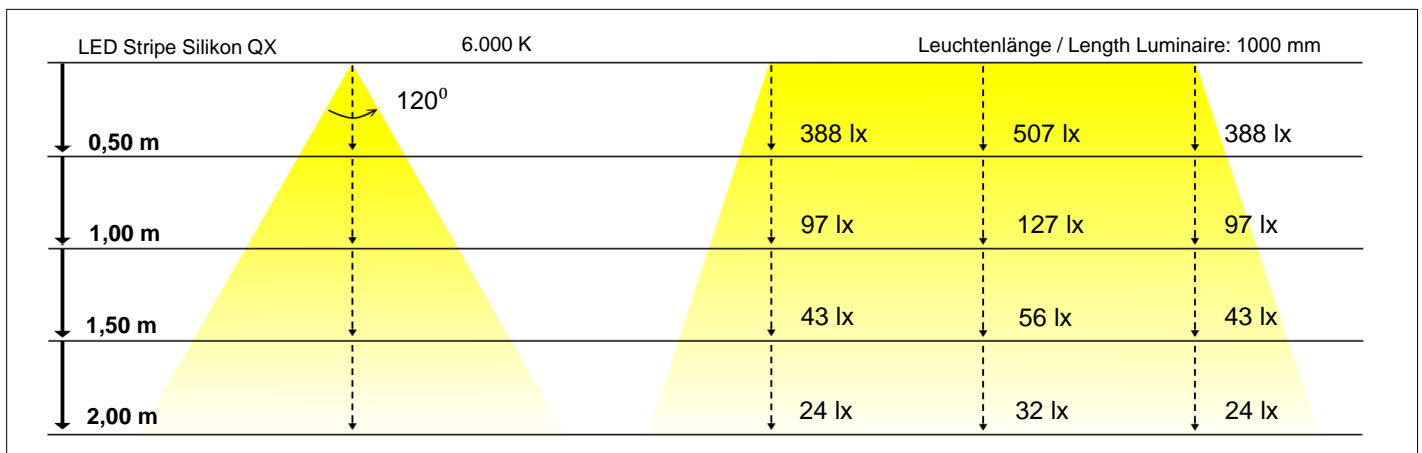 LED Stripe Silikon QX 6.000 K Leuchtenlänge / Length Luminaire: 1000 mm
120⁰
0,50 m 388 lx 507 lx 388 lx
1,00 m 97 lx 127 lx 97 lx
1,50 m 43 lx 56 lx 43 lx
2,00 m 24 lx 32 lx 24 lx